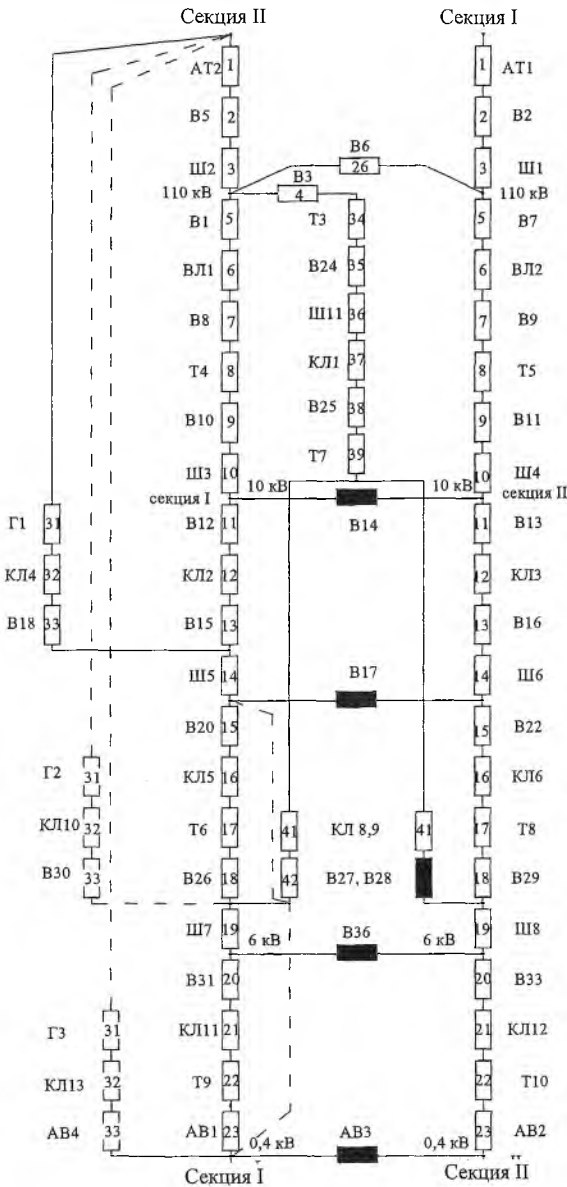 Секция II Секция I
АТ2 1 1 АТ1
В5 2 2 В2
В6
Ш2 3 26 3 Ш1
В3
110 кВ 4 110 кВ
В1 5 Т3 34 5 В7
ВЛ1 6 В24 35 6 ВЛ2
В8 7 Ш11 36 7 В9
Т4 8 КЛ1 37 8 Т5
В10 9 В25 38 9 В11
Т7 39
Ш3 10 10 Ш4
секция I 10 кВ 10 кВ секция II
Г1 31 В12 11 В14 11 В13
КЛ4 32 КЛ2 12 12 КЛ3
В18 33 В15 13 13 В16
Ш5 14 В17 14 Ш6
В20 15 15 В22
Г2 31 КЛ5 16 16 КЛ6
КЛ10 32 Т6 17 41 КЛ 8,9 41 17 Т8
В30 33 В26 18 42 В27, В28 18 В29
Ш7 19 6 кВ В36 6 кВ 19 Ш8
В31 20 20 В33
Г3 31 КЛ11 21 21 КЛ12
КЛ13 32 Т9 22 22 Т10
АВ4 33 АВ1 23 0,4 кВ АВ3 0,4 кВ 23 АВ2
Секция I Секция II